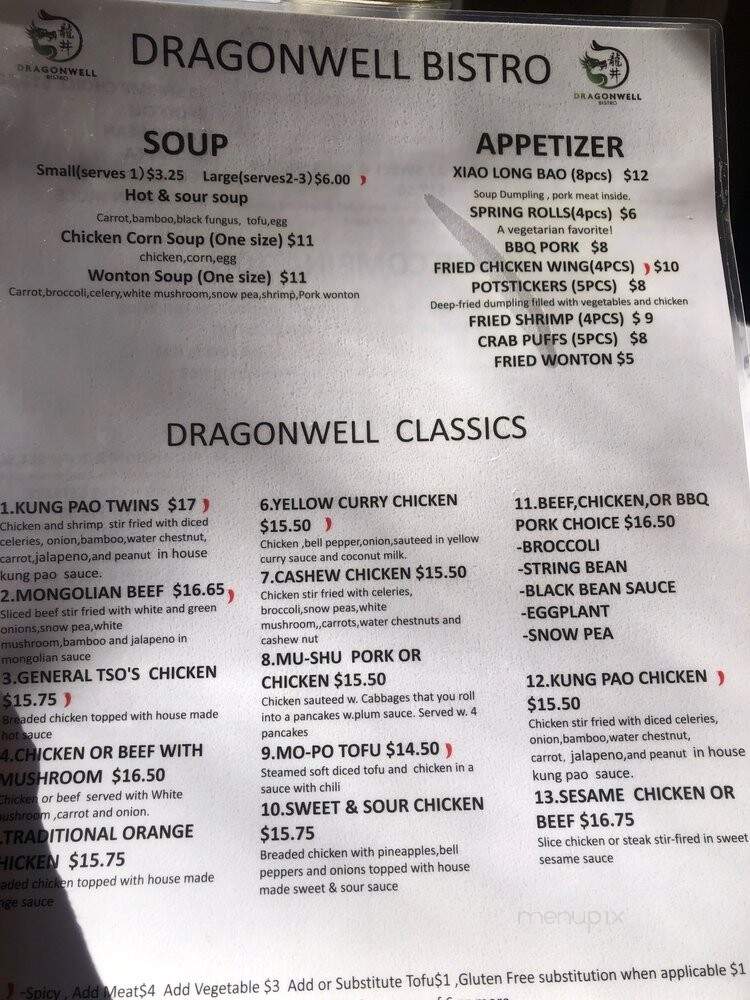 龍井
DRAGONWELL
BISTRO
DRAGONWELL BISTRO
龍井
DRAGONWELL
BISTRO
SOUP
Small(serves 1)$3.25 Large(serves2-3)$6.00
Hot & sour soup
Carrot,bamboo,black fungus, tofu,egg
Chicken Corn Soup (One size) $11
chicken,corn,egg
Wonton Soup (One size) $11
Carrot,broccoli,celery,white mushroom,snow pea,shrimp,Pork wonton
APPETIZER
XIAO LONG BAO (8pcs) $12
Soup Dumpling , pork meat inside.
SPRING ROLLS(4pcs) $6
A vegetarian favorite!
BBQ PORK $8
FRIED CHICKEN WING(4PCS) $10
POTSTICKERS (5PCS) $8
Deep-fried dumpling filled with vegetables and chicken
FRIED SHRIMP (4PCS) $ 9
CRAB PUFFS (5PCS) $8
FRIED WONTON $5
DRAGONWELL CLASSICS
1.KUNG PAO TWINS $17
Chicken and shrimp stir fried with diced
celeries, onion,bamboo,water chestnut,
carrot,jalapeno,and peanut in house
kung pao sauce.
2.MONGOLIAN BEEF $16.65
Sliced beef stir fried with white and green
onions,snow pea,white
mushroom,bamboo and jalapeno in
mongolian sauce
3.GENERAL TSO'S CHICKEN
$15.75
Breaded chicken topped with house made
hot sauce
4.CHICKEN OR BEEF WITH
MUSHROOM $16.50
Chicken or beef served with White
mushroom ,carrot and onion.
.TRADITIONAL ORANGE
HICKEN $15.75
aded chicken topped with house made
nge sauce
6.YELLOW CURRY CHICKEN
$15.50
Chicken ,bell pepper,onion,sauteed in yellow
curry sauce and coconut milk.
7.CASHEW CHICKEN $15.50
Chicken stir fried with celeries,
broccoli,snow peas,white
mushroom,,carrots,water chestnuts and
cashew nut
8.MU-SHU PORK OR
CHICKEN $15.50
Chicken sauteed w. Cabbages that you roll
into a pancakes w.plum sauce. Served w. 4
pancakes
9.MO-PO TOFU $14.50
Steamed soft diced tofu and chicken in a
sauce with chili
10.SWEET & SOUR CHICKEN
$15.75
Breaded chicken with pineapples,bell
peppers and onions topped with house
made sweet & sour sauce
11.BEEF,CHICKEN,OR BBQ
PORK CHOICE $16.50
-BROCCOLI
-STRING BEAN
-BLACK BEAN SAUCE
-EGGPLANT
-SNOW PEA
12.KUNG PAO CHICKEN
$15.50
Chicken stir fried with diced celeries,
onion,bamboo,water chestnut,
carrot, jalapeno,and peanut in house
kung pao sauce.
13.SESAME CHICKEN OR
BEEF $16.75
Slice chicken or steak stir-fired in sweet
sesame sauce
menupix
-Spicy , Add Meat$4 Add Vegetable $3 Add or Substitute Tofu$1 ,Gluten Free substitution when applicable $1